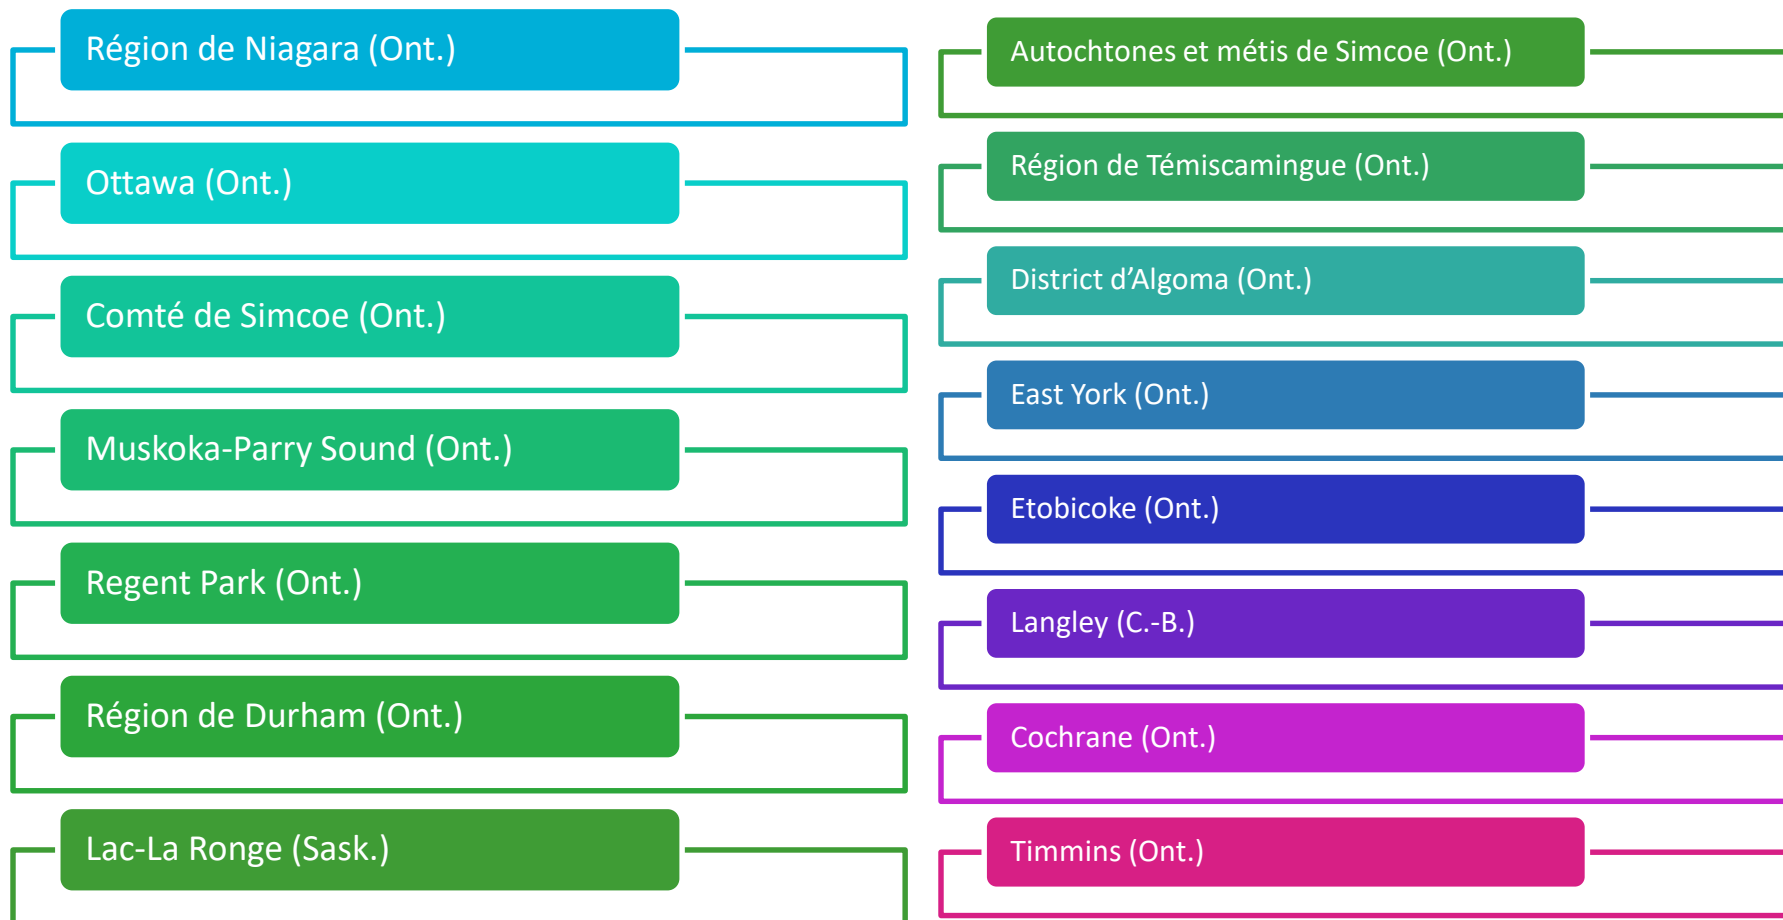 Région de Niagara (Ont.)
Ottawa (Ont.)
Comté de Simcoe (Ont.)
Muskoka-Parry Sound (Ont.)
Regent Park (Ont.)
Région de Durham (Ont.)
Lac-La Ronge (Sask.)
Autochtones et métis de Simcoe (Ont.)
Région de Témiscamingue (Ont.)
District d’Algoma (Ont.)
East York (Ont.)
Etobicoke (Ont.)
Langley (C.-B.)
Cochrane (Ont.)
Timmins (Ont.)